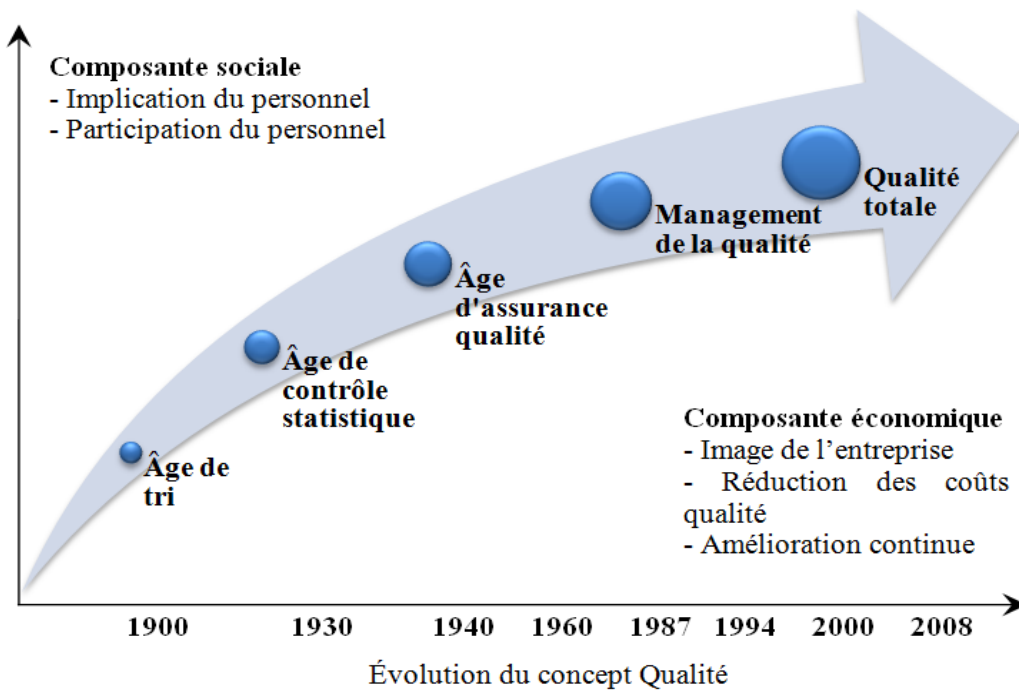 Composante sociale
- Implication du personnel
- Participation du personnel
Qualité
totale
Management
de la qualité
Âge
d'assurance
qualité
Âge de
contrôle
statistique
Âge de
tri
Composante économique
- Image de l’entreprise
- Réduction des coûts
qualité
- Amélioration continue
1900 1930 1940 1960 1987 1994 2000 2008
Évolution du concept Qualité